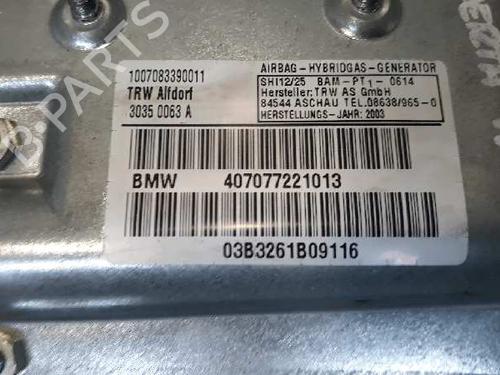 1007083390011
TRW Alfdorf
3035 0063 A
AIRBAG - HYBRIDGAS - GENERATOR
SHI12/25 BAM - PT1 - 0614
Hersteller: TRW AS GmbH
84544 ASCHAU TEL.08638/965-0
HERSTELLUNGS - JAHR: 2003
BMW 407077221013
03B3261B09116
B-PARTS